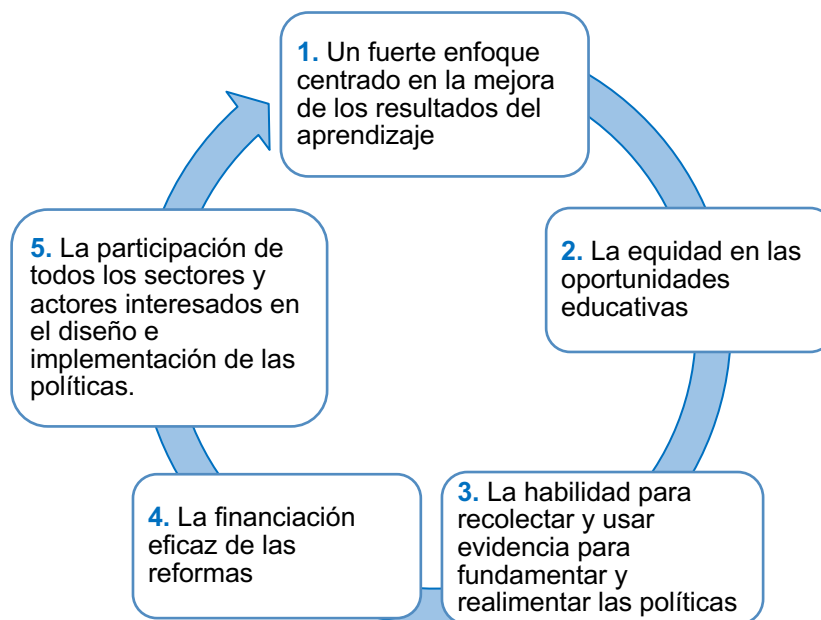 1. Un fuerte enfoque
centrado en la mejora
de los resultados del
aprendizaje
2. La equidad en las
oportunidades
educativas
3. La habilidad para
recolectar y usar
evidencia para
fundamentar y
realimentar las políticas
4. La financiación
eficaz de las
reformas
5. La participación de
todos los sectores y
actores interesados en
el diseño e
implementación de las
políticas.